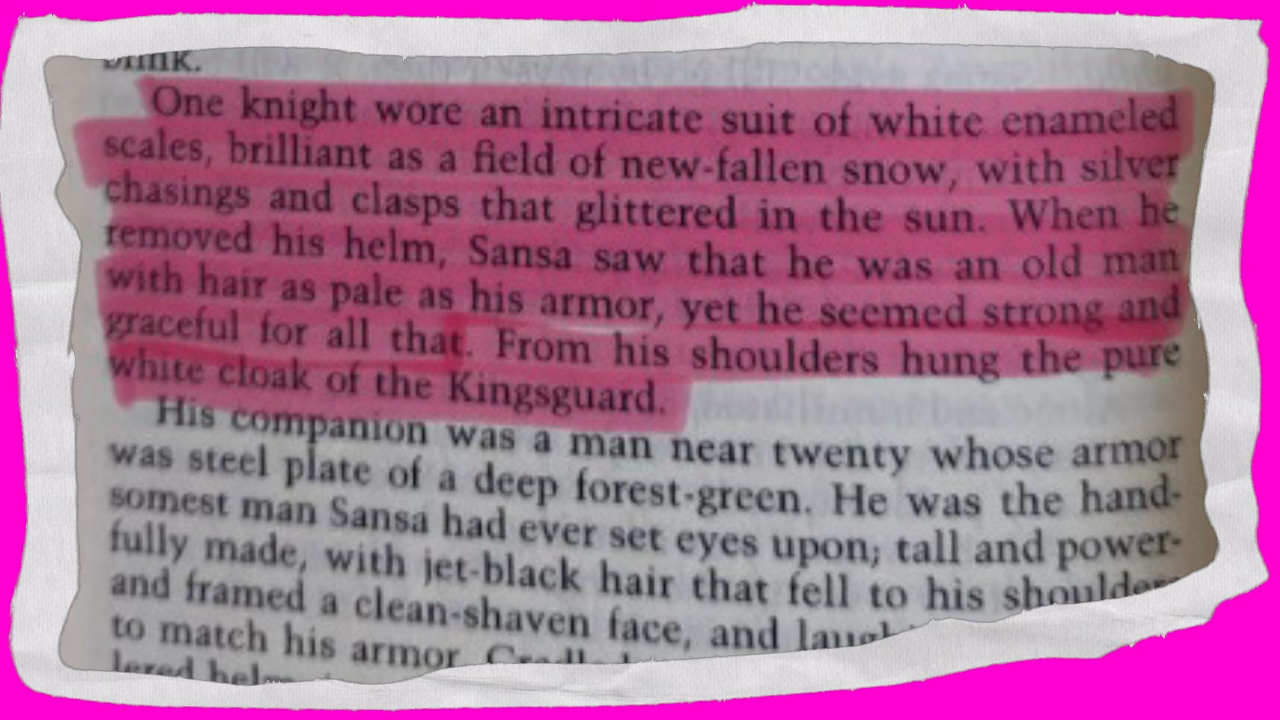 blink.
One knight wore an intricate suit of white enameled
scales, brilliant as a field of new-fallen snow, with silver
chasings and clasps that glittered in the sun. When he
removed his helm, Sansa saw that he was an old man
with hair as pale as his armor, yet he seemed strong and
graceful for all that. From his shoulders hung the pure
white cloak of the Kingsguard.
His companion was a man near twenty whose armor
was steel plate of a deep forest-green. He was the hand-
somest man Sansa had ever set eyes upon; tall and power-
fully made, with jet-black hair that fell to his shoulders
and framed a clean-shaven face, and
to match his armor.